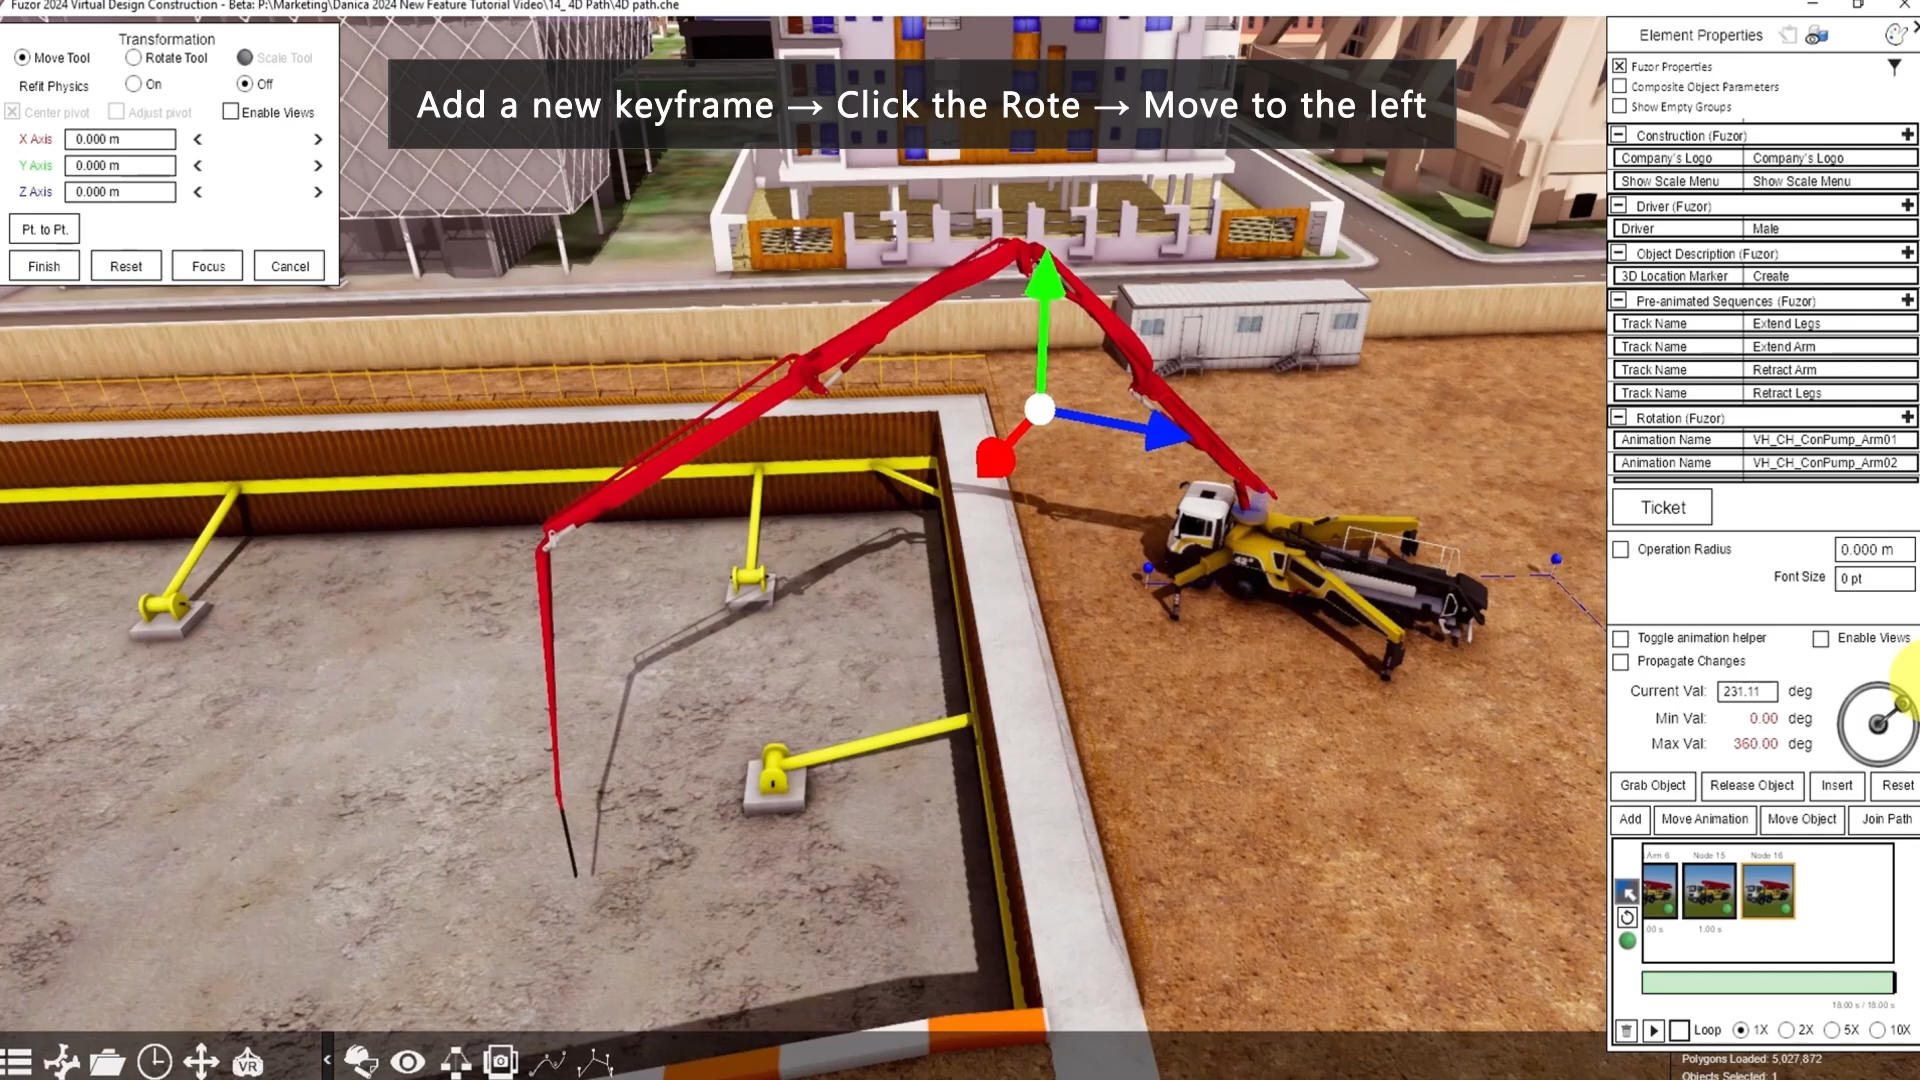 Fuzor 2024 Virtual Design Construction - Beta: P:\Marketing\Danica 2024 New Feature Tutorial Video\14_ 4D Path\4D path.che
Transformation
Move Tool
Rotate Tool
Scale Tool
Refit Physics
On
Off
Center pivot
Adjust pivot
Enable Views
X Axis 0.000 m < >
Y Axis 0.000 m < >
Z Axis 0.000 m < >
Pt. to Pt.
Finish
Reset
Focus
Cancel
Add a new keyframe → Click the Rote → Move to the left
Element Properties
Fuzor Properties
Composite Object Parameters
Show Empty Groups
Construction (Fuzor)
Company's Logo Company's Logo
Show Scale Menu Show Scale Menu
Driver (Fuzor)
Driver Male
Object Description (Fuzor)
3D Location Marker Create
Pre-animated Sequences (Fuzor)
Track Name Extend Legs
Track Name Extend Arm
Track Name Retract Arm
Track Name Retract Legs
Rotation (Fuzor)
Animation Name VH_CH_ConPump_Arm01
Animation Name VH_CH_ConPump_Arm02
Ticket
Operation Radius 0.000 m
Font Size 0 pt
Toggle animation helper
Enable Views
Propagate Changes
Current Val: 231.11 deg
Min Val: 0.00 deg
Max Val: 360.00 deg
Grab Object
Release Object
Insert
Reset
Add
Move Animation
Move Object
Join Path
Arm 6 Node 15 Node 16
00 s 1.00 s
18.00 s / 18.00 s
Loop 1X 2X 5X 10X
Polygons Loaded: 5,027,872
Objects Selected: 1
VR
42